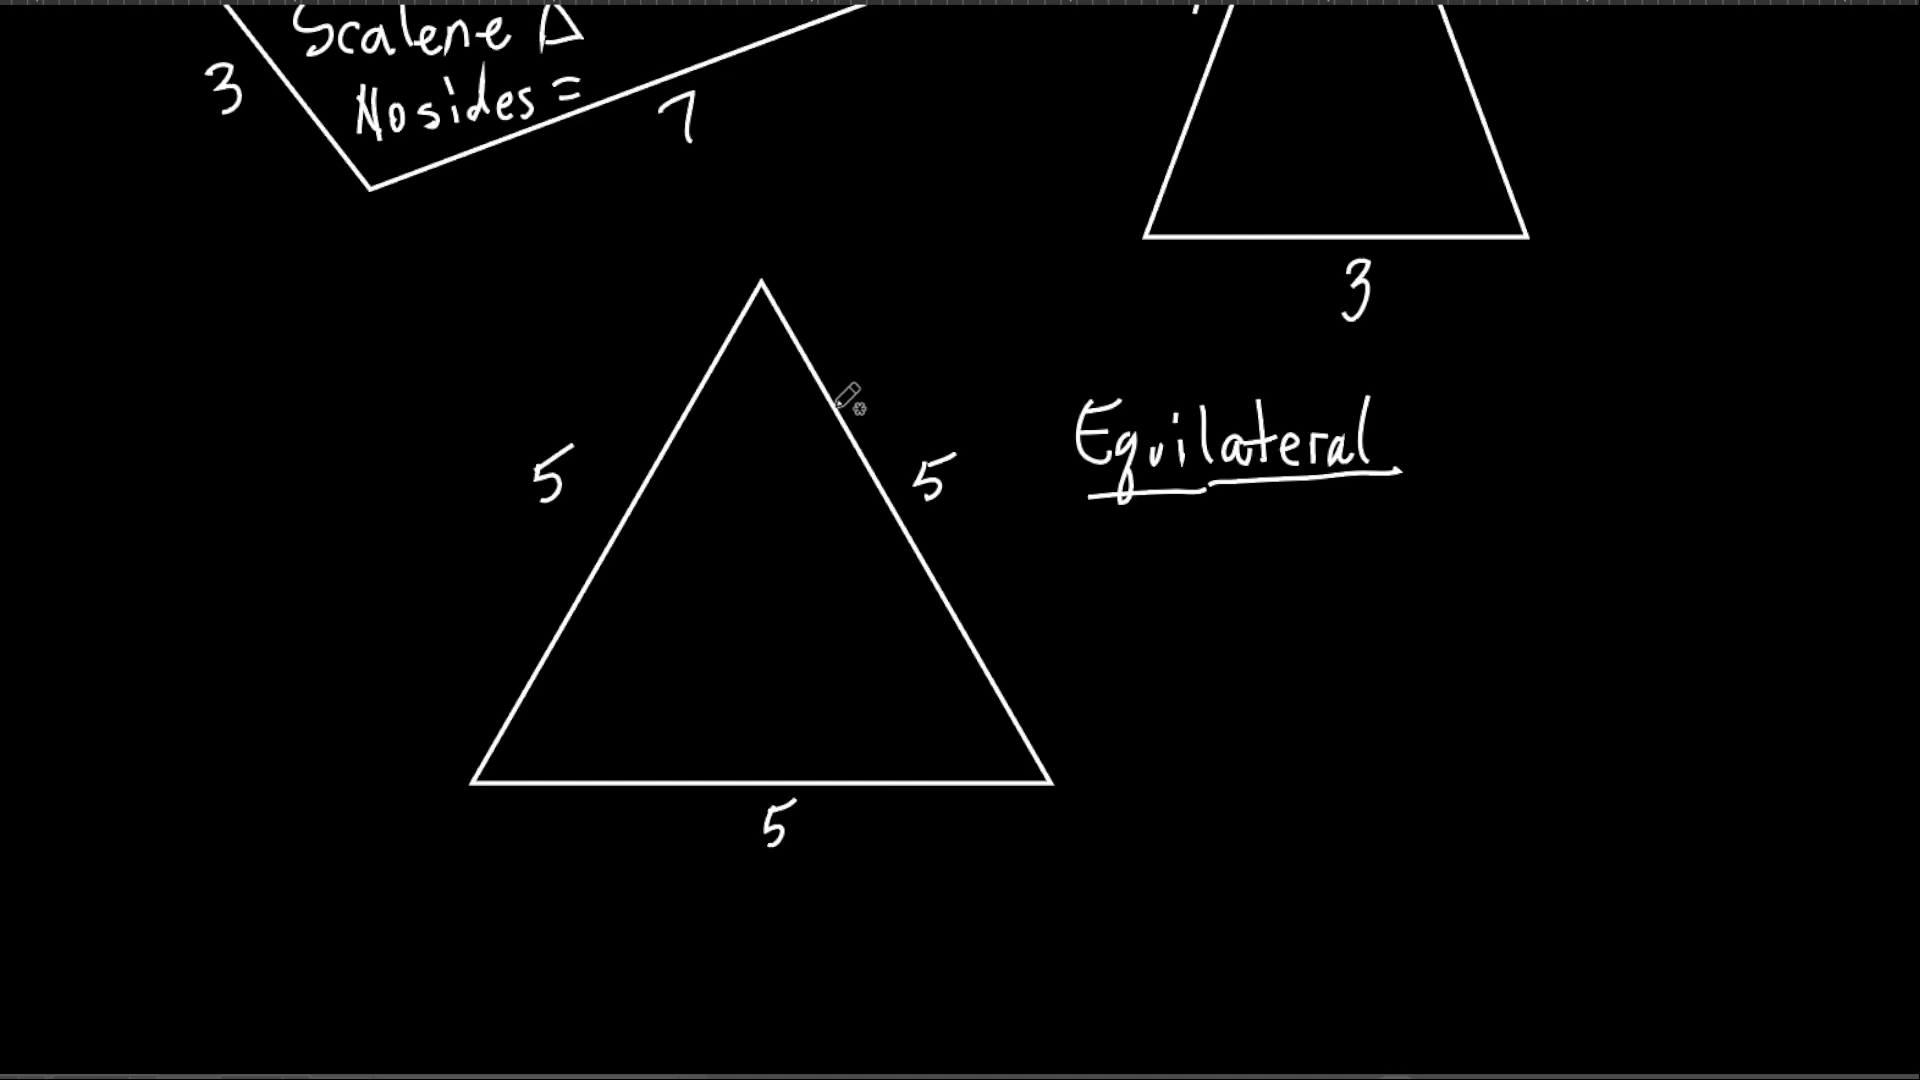 Scalene Δ
No sides =
3
7
3
5
5
Equilateral
5